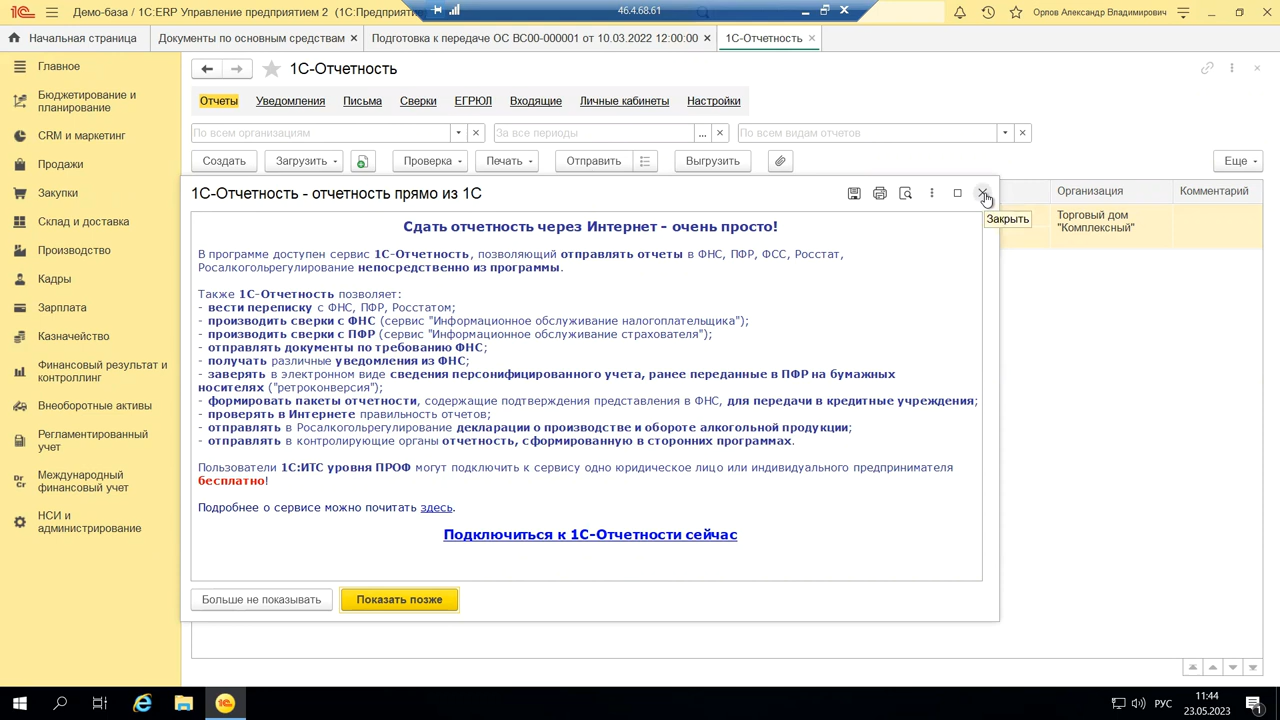 Демо-база / 1С:ERP Управление предприятием 2 (1С:Предприят
46.4.68.61
Орлов Александр Владимирович
Начальная страница
Документы по основным средствам
Подготовка к передаче ОС ВС00-000001 от 10.03.2022 12:00:00
1С-Отчетность
Главное
Бюджетирование и
планирование
CRM и маркетинг
Продажи
Закупки
Склад и доставка
Производство
Кадры
Зарплата
Казначейство
Финансовый результат и
контроллинг
Внеоборотные активы
Регламентированный
учет
Международный
финансовый учет
НСИ и
администрирование
1С-Отчетность
Отчеты
Уведомления
Письма
Сверки
ЕГРЮЛ
Входящие
Личные кабинеты
Настройки
По всем организациям
За все периоды
...
По всем видам отчетов
Создать
Загрузить
Проверка
Печать
Отправить
Выгрузить
Еще
Организация
Комментарий
Торговый дом
"Комплексный"
1С-Отчетность - отчетность прямо из 1С
Закрыть
Сдать отчетность через Интернет - очень просто!
В программе доступен сервис 1С-Отчетность, позволяющий отправлять отчеты в ФНС, ПФР, ФСС, Росстат,
Росалкогольрегулирование непосредственно из программы.
Также 1С-Отчетность позволяет:
- вести переписку с ФНС, ПФР, Росстатом;
- производить сверки с ФНС (сервис "Информационное обслуживание налогоплательщика");
- производить сверки с ПФР (сервис "Информационное обслуживание страхователя");
- отправлять документы по требованию ФНС;
- получать различные уведомления из ФНС;
- заверять в электронном виде сведения персонифицированного учета, ранее переданные в ПФР на бумажных
носителях ("ретроконверсия");
- формировать пакеты отчетности, содержащие подтверждения представления в ФНС, для передачи в кредитные учреждения;
- проверять в Интернете правильность отчетов;
- отправлять в Росалкогольрегулирование декларации о производстве и обороте алкогольной продукции;
- отправлять в контролирующие органы отчетность, сформированную в сторонних программах.
Пользователи 1С:ИТС уровня ПРОФ могут подключить к сервису одно юридическое лицо или индивидуального предпринимателя
бесплатно!
Подробнее о сервисе можно почитать здесь.
Подключиться к 1С-Отчетности сейчас
Больше не показывать
Показать позже
РУС
11:44
23.05.2023
1